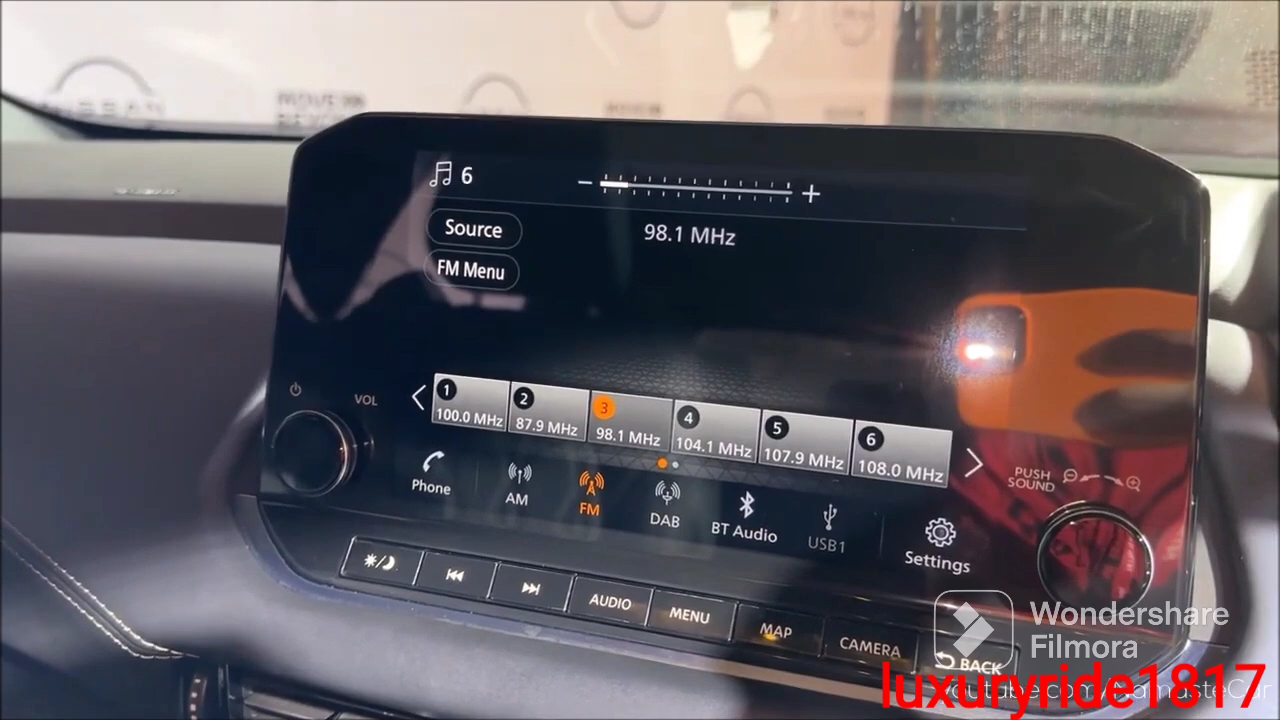 NISSAN
6
− +
Source
98.1 MHz
FM Menu
1 2 3 4 5 6
100.0 MHz 87.9 MHz 98.1 MHz 104.1 MHz 107.9 MHz 108.0 MHz
VOL
PUSH
SOUND
Phone AM FM DAB BT Audio USB1 Settings
AUDIO MENU MAP CAMERA BACK
Wondershare
Filmora
luxuryride1817